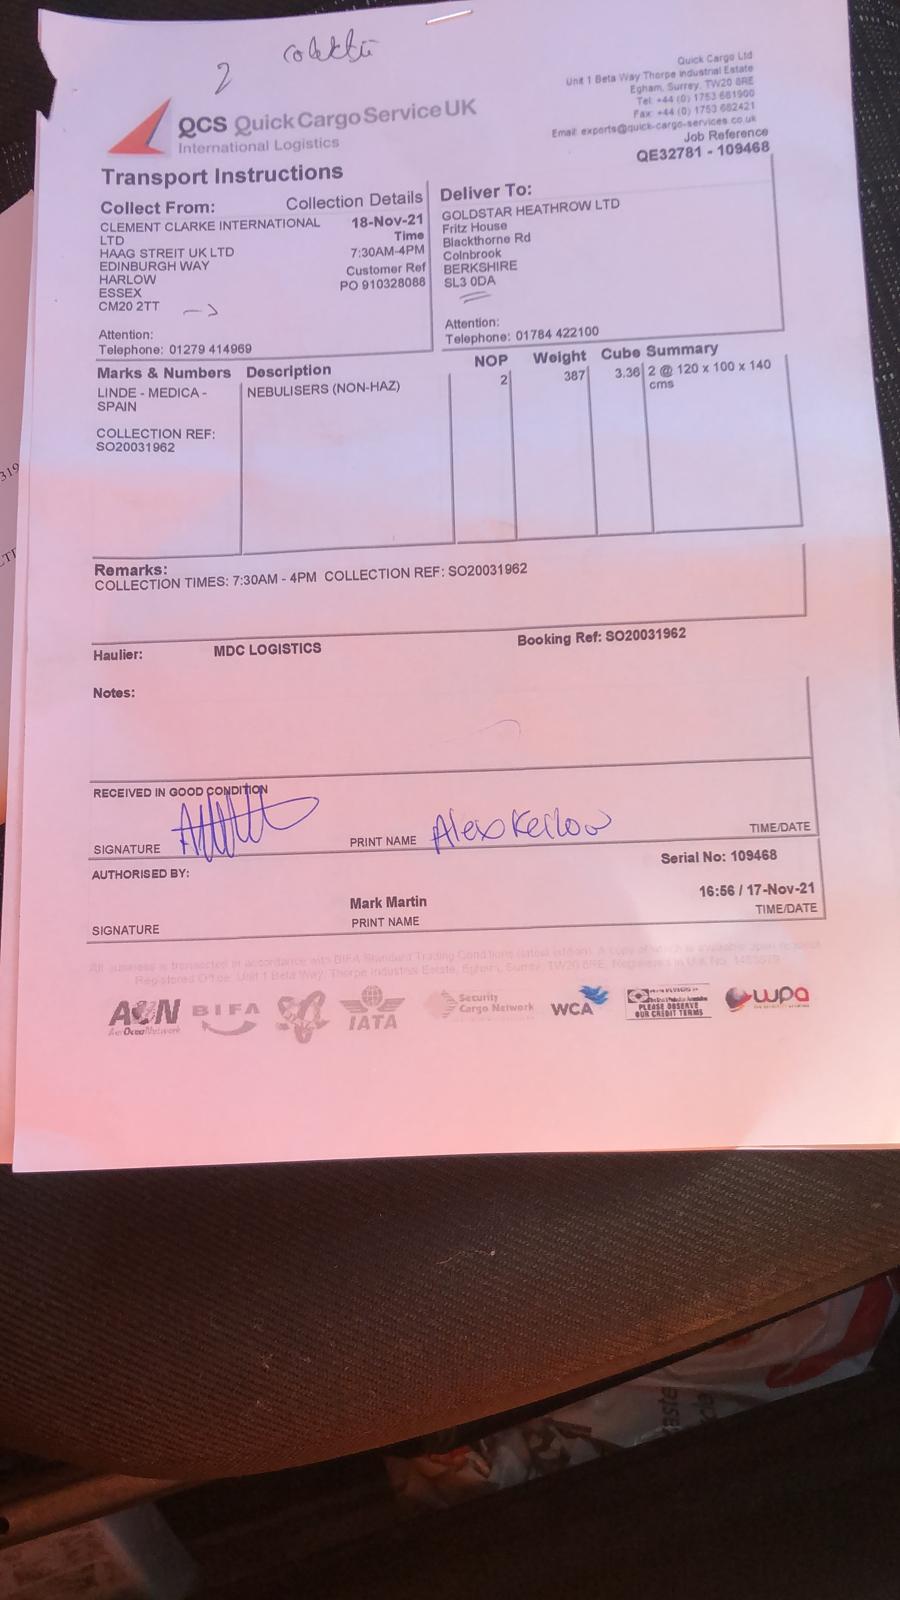 2
Quick Cargo Ltd
Unit 1 Beta Way Thorpe Industrial Estate
Egham, Surrey, TW20 8RE
Tel: +44 (0) 1753 681900
Fax: +44 (0) 1753 682421
Email: exports@quick-cargo-services.co.uk
QCS Quick Cargo Service UK
International Logistics
Job Reference
QE32781 - 109468
Transport Instructions
Collect From: Collection Details
CLEMENT CLARKE INTERNATIONAL 18-Nov-21
LTD Time
HAAG STREIT UK LTD 7:30AM-4PM
EDINBURGH WAY Customer Ref
HARLOW PO 910328088
ESSEX
CM20 2TT
Attention:
Telephone: 01279 414969
Deliver To:
GOLDSTAR HEATHROW LTD
Fritz House
Blackthorne Rd
Colnbrook
BERKSHIRE
SL3 0DA
Attention:
Telephone: 01784 422100
Marks & Numbers Description NOP Weight Cube Summary
LINDE - MEDICA - NEBULISERS (NON-HAZ) 2 387 3.36 2 @ 120 x 100 x 140
SPAIN cms
COLLECTION REF:
SO20031962
Remarks:
COLLECTION TIMES: 7:30AM - 4PM COLLECTION REF: SO20031962
Haulier: MDC LOGISTICS Booking Ref: SO20031962
Notes:
RECEIVED IN GOOD CONDITION
SIGNATURE PRINT NAME Alex Kerlow TIME/DATE
AUTHORISED BY: Serial No: 109468
Mark Martin 16:56 / 17-Nov-21
SIGNATURE PRINT NAME TIME/DATE
All business is transacted in accordance with BIFA Standard Trading Conditions (latest edition). A copy of which is available upon request
Registered Office: Unit 1 Beta Way, Thorpe Industrial Estate, Egham, Surrey, TW20 8RE, Registered in U.K No.
AON BIFA IATA Security WCA PLEASE OBSERVE wpa
AerOceaNetwork Cargo Network OUR CREDIT TERMS
319